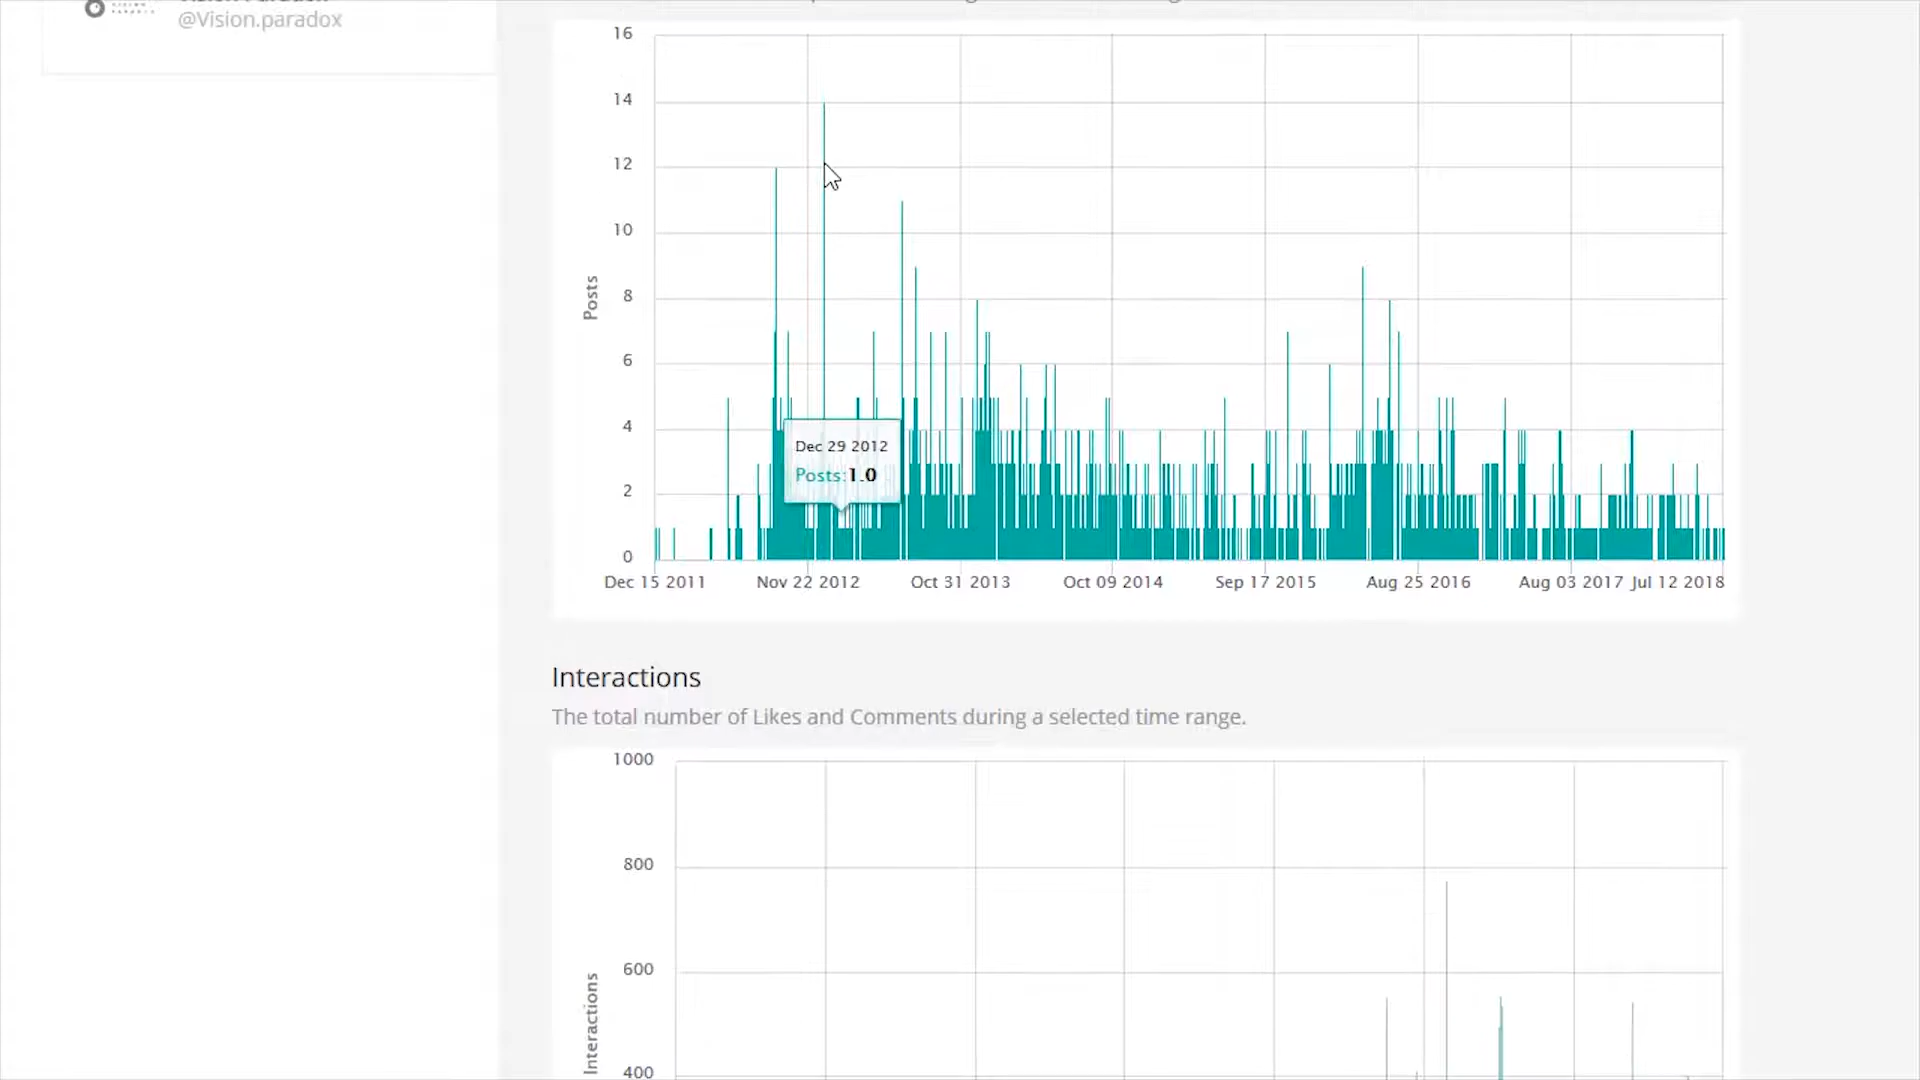 @Vision.paradox
16
14
12
10
8
6
4
2
0
Posts
Dec 29 2012
Posts: 1.0
Dec 15 2011 Nov 22 2012 Oct 31 2013 Oct 09 2014 Sep 17 2015 Aug 25 2016 Aug 03 2017 Jul 12 2018
Interactions
The total number of Likes and Comments during a selected time range.
1000
800
600
400
Interactions